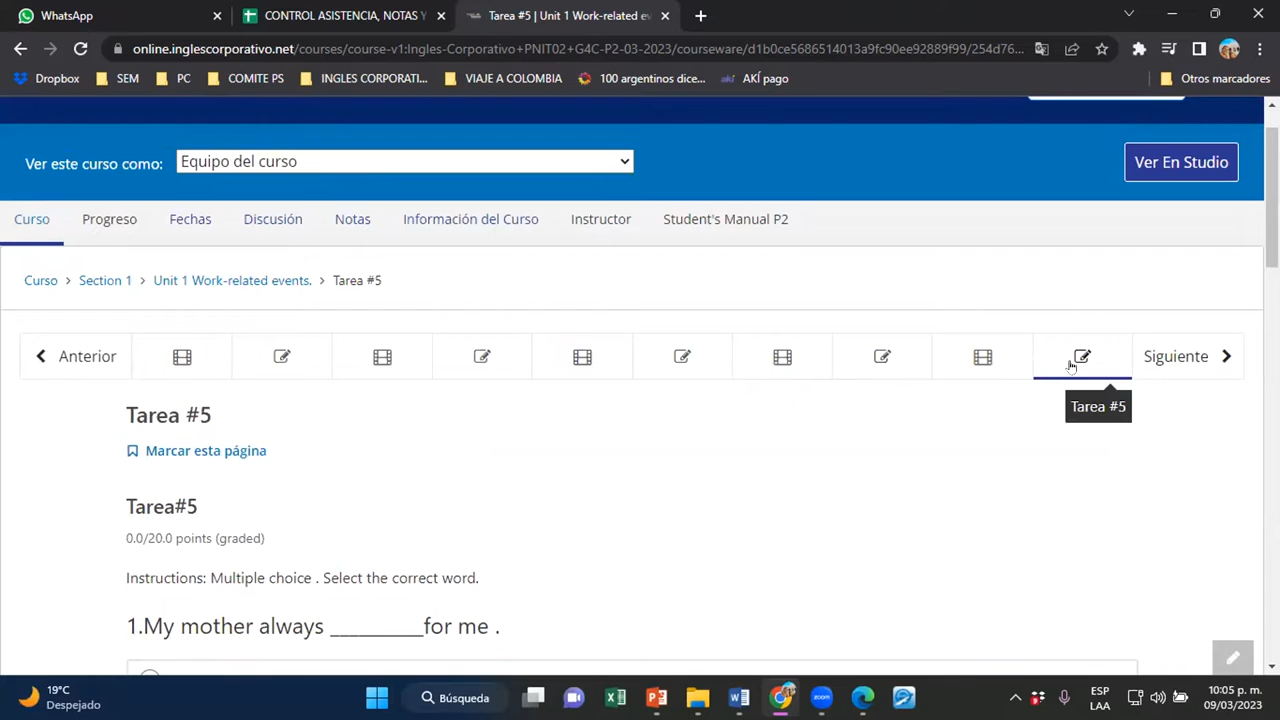 WhatsApp
CONTROL ASISTENCIA, NOTAS Y
Tarea #5 | Unit 1 Work-related ev
online.inglescorporativo.net/courses/course-v1:Ingles-Corporativo+PNIT02+G4C-P2-03-2023/courseware/d1b0ce5686514013a9fc90ee92889f99/254d76...
Dropbox
SEM
PC
COMITE PS
INGLES CORPORATI...
VIAJE A COLOMBIA
100 argentinos dice...
AKÍ pago
Otros marcadores
Ver este curso como:
Equipo del curso
Ver En Studio
Curso
Progreso
Fechas
Discusión
Notas
Información del Curso
Instructor
Student's Manual P2
Curso > Section 1 > Unit 1 Work-related events. > Tarea #5
Anterior
Siguiente
Tarea #5
Tarea #5
Marcar esta página
Tarea#5
0.0/20.0 points (graded)
Instructions: Multiple choice . Select the correct word.
1.My mother always _________for me .
19°C
Despejado
Búsqueda
ESP
LAA
10:05 p. m.
09/03/2023